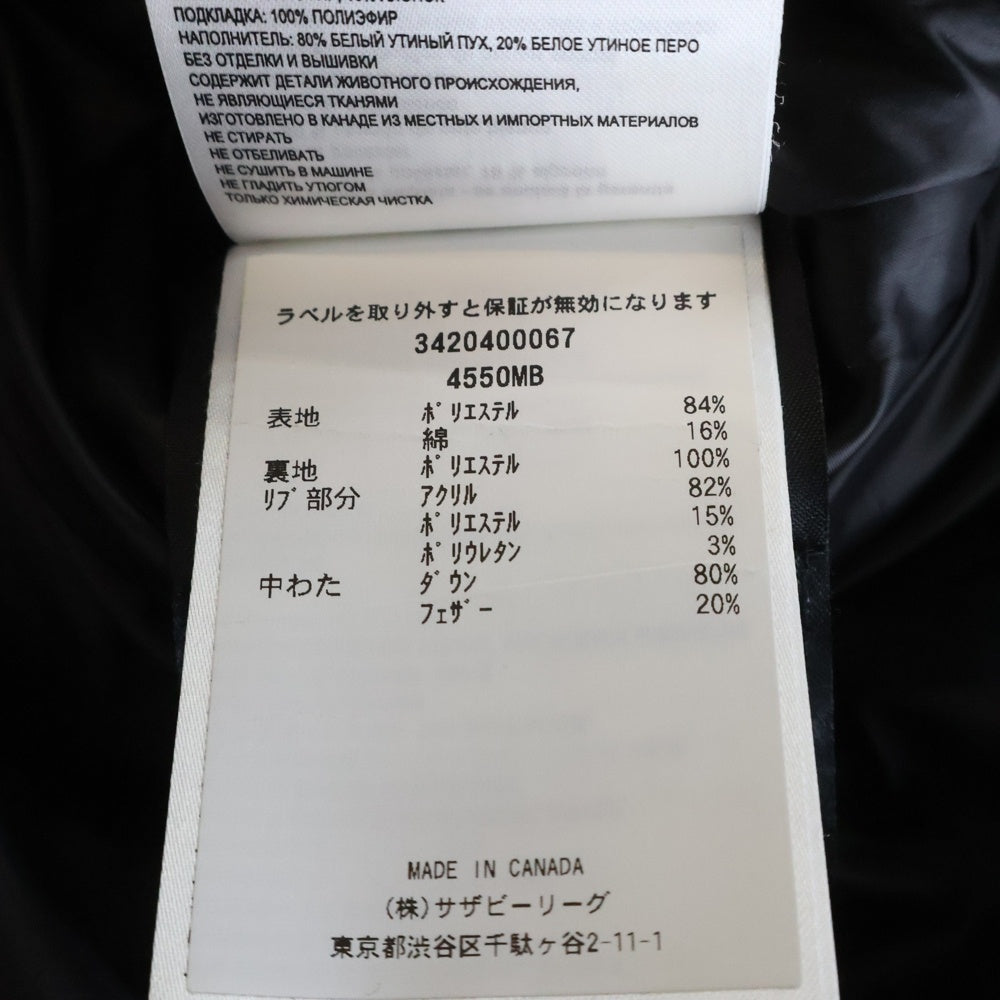 ПОДКЛАДКА: 100% ПОЛИЭФИР
НАПОЛНИТЕЛЬ: 80% БЕЛЫЙ УТИНЫЙ ПУХ, 20% БЕЛОЕ УТИНОЕ ПЕРО
БЕЗ ОТДЕЛКИ И ВЫШИВКИ
СОДЕРЖИТ ДЕТАЛИ ЖИВОТНОГО ПРОИСХОЖДЕНИЯ,
НЕ ЯВЛЯЮЩИЕСЯ ТКАНЯМИ
ИЗГОТОВЛЕНО В КАНАДЕ ИЗ МЕСТНЫХ И ИМПОРТНЫХ МАТЕРИАЛОВ
НЕ СТИРАТЬ
НЕ ОТБЕЛИВАТЬ
НЕ СУШИТЬ В МАШИНЕ
НЕ ГЛАДИТЬ УТЮГОМ
ТОЛЬКО ХИМИЧЕСКАЯ ЧИСТКА
ラベルを取り外すと保証が無効になります
3420400067
4550MB
表地 ﾎﾟﾘｴｽﾃﾙ 84%
綿 16%
裏地 ﾎﾟﾘｴｽﾃﾙ 100%
ﾘﾌﾞ部分 ｱｸﾘﾙ 82%
ﾎﾟﾘｴｽﾃﾙ 15%
ﾎﾟﾘｳﾚﾀﾝ 3%
中わた ﾀﾞｳﾝ 80%
ﾌｪｻﾞｰ 20%
MADE IN CANADA
(株)サザビーリーグ
東京都渋谷区千駄ヶ谷2-11-1